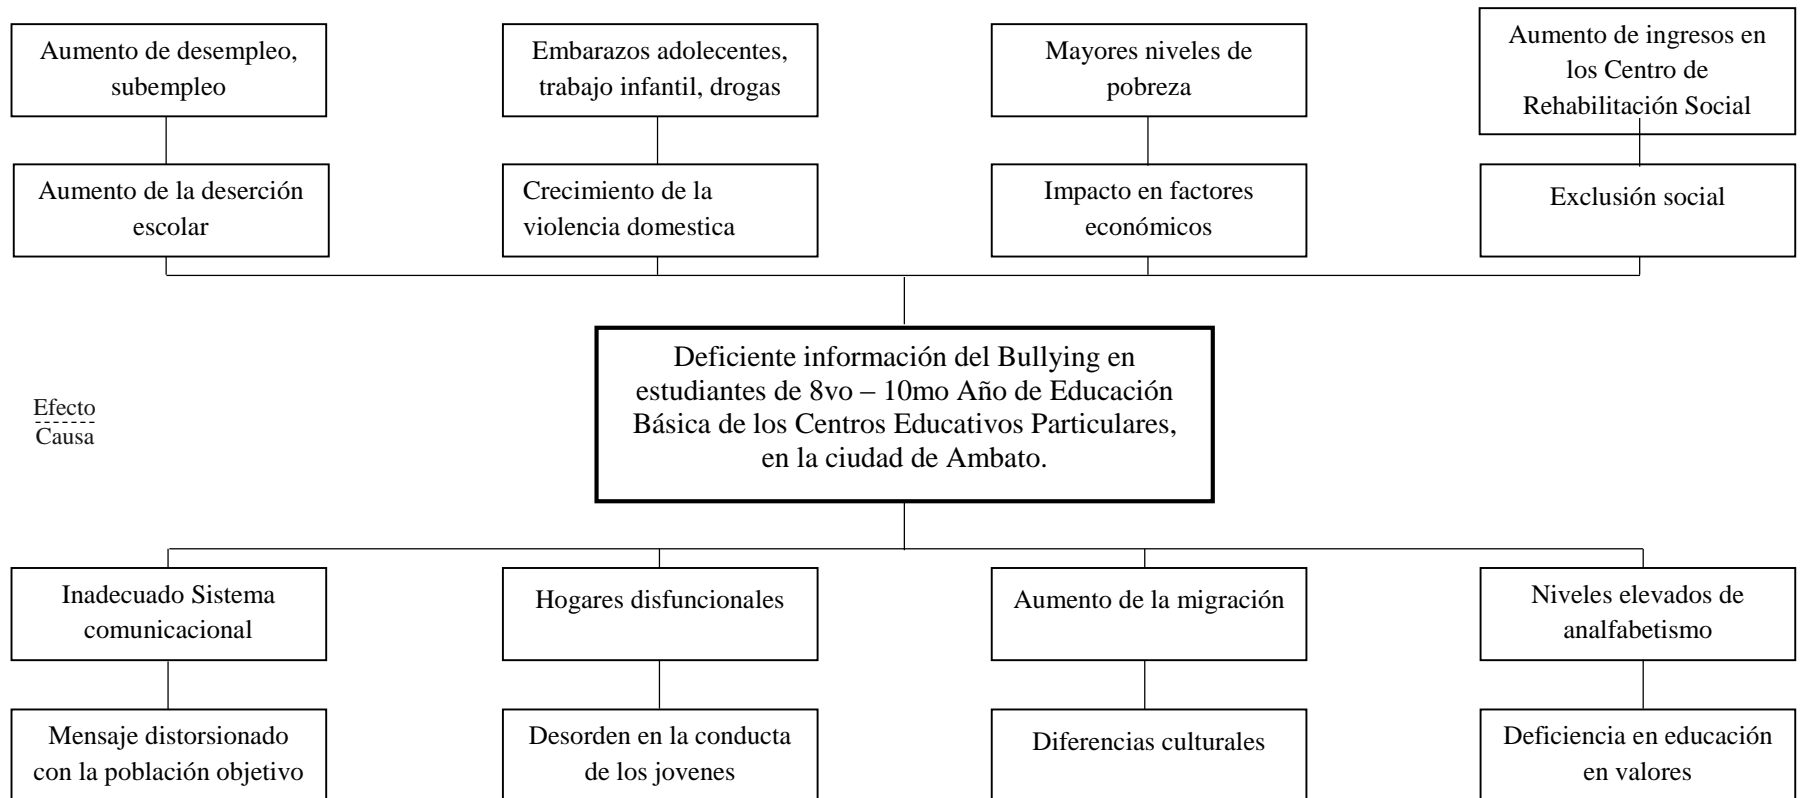 Aumento de desempleo,
subempleo
Embarazos adolecentes,
trabajo infantil, drogas
Mayores niveles de
pobreza
Aumento de ingresos en
los Centro de
Rehabilitación Social
Aumento de la deserción
escolar
Crecimiento de la
violencia domestica
Impacto en factores
económicos
Exclusión social
Deficiente información del Bullying en
estudiantes de 8vo – 10mo Año de Educación
Básica de los Centros Educativos Particulares,
en la ciudad de Ambato.
Efecto
Causa
Inadecuado Sistema
comunicacional
Hogares disfuncionales
Aumento de la migración
Niveles elevados de
analfabetismo
Mensaje distorsionado
con la población objetivo
Desorden en la conducta
de los jovenes
Diferencias culturales
Deficiencia en educación
en valores